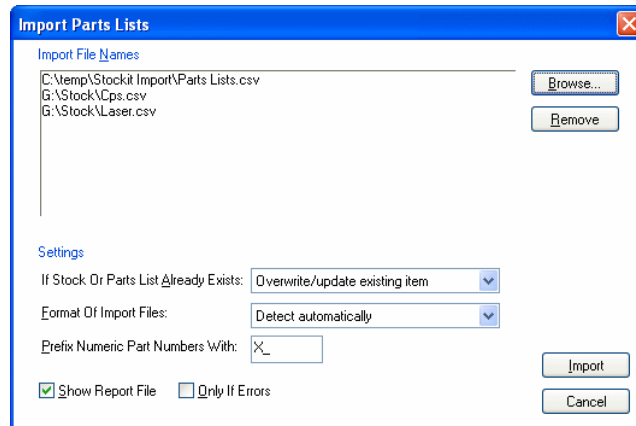 Import Parts Lists
Import File Names
C:\temp\Stockit Import\Parts Lists.csv
G:\Stock\Cps.csv
G:\Stock\Laser.csv
Browse...
Remove
Settings
If Stock Or Parts List Already Exists: Overwrite/update existing item
Format Of Import Files: Detect automatically
Prefix Numeric Part Numbers With: X_
Show Report File Only If Errors
Import
Cancel